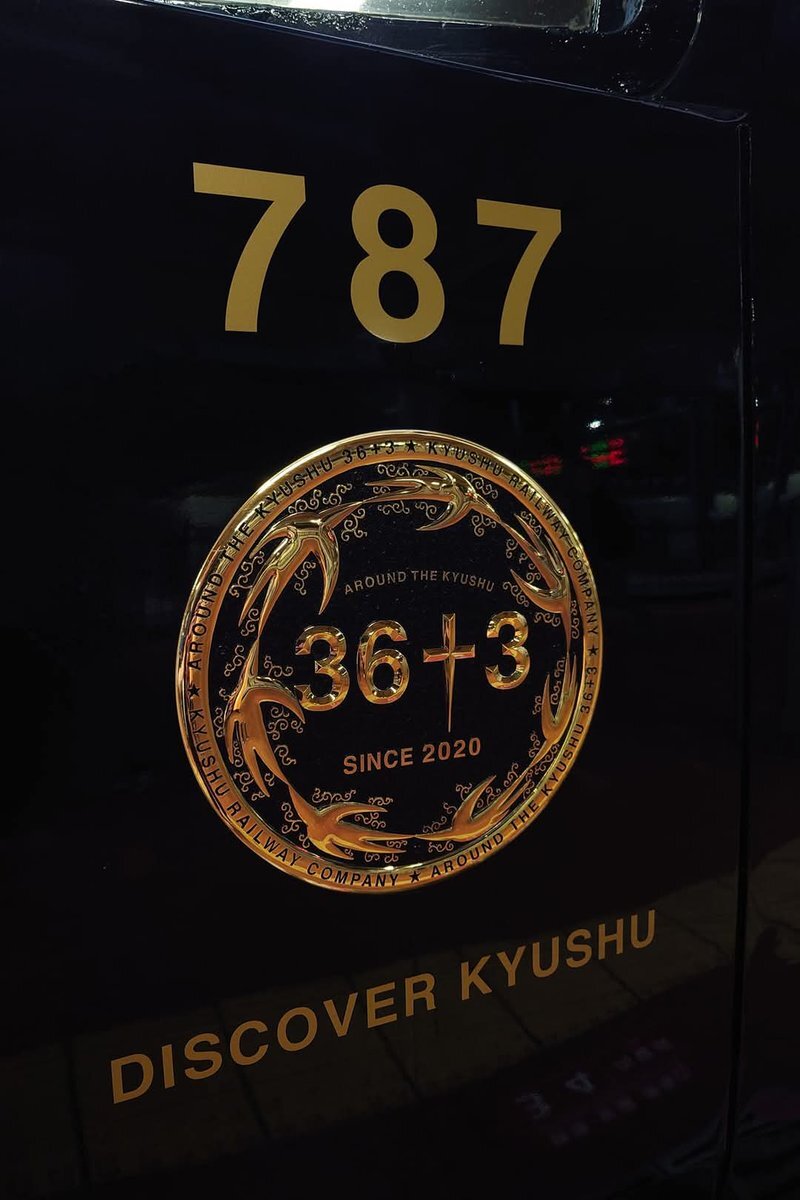 787
AROUND THE KYUSHU 36+3 ★ KYUSHU RAILWAY COMPANY ★ AROUND THE KYUSHU 36+3 ★ KYUSHU RAILWAY COMPANY ★
AROUND THE KYUSHU
36+3
SINCE 2020
DISCOVER KYUSHU